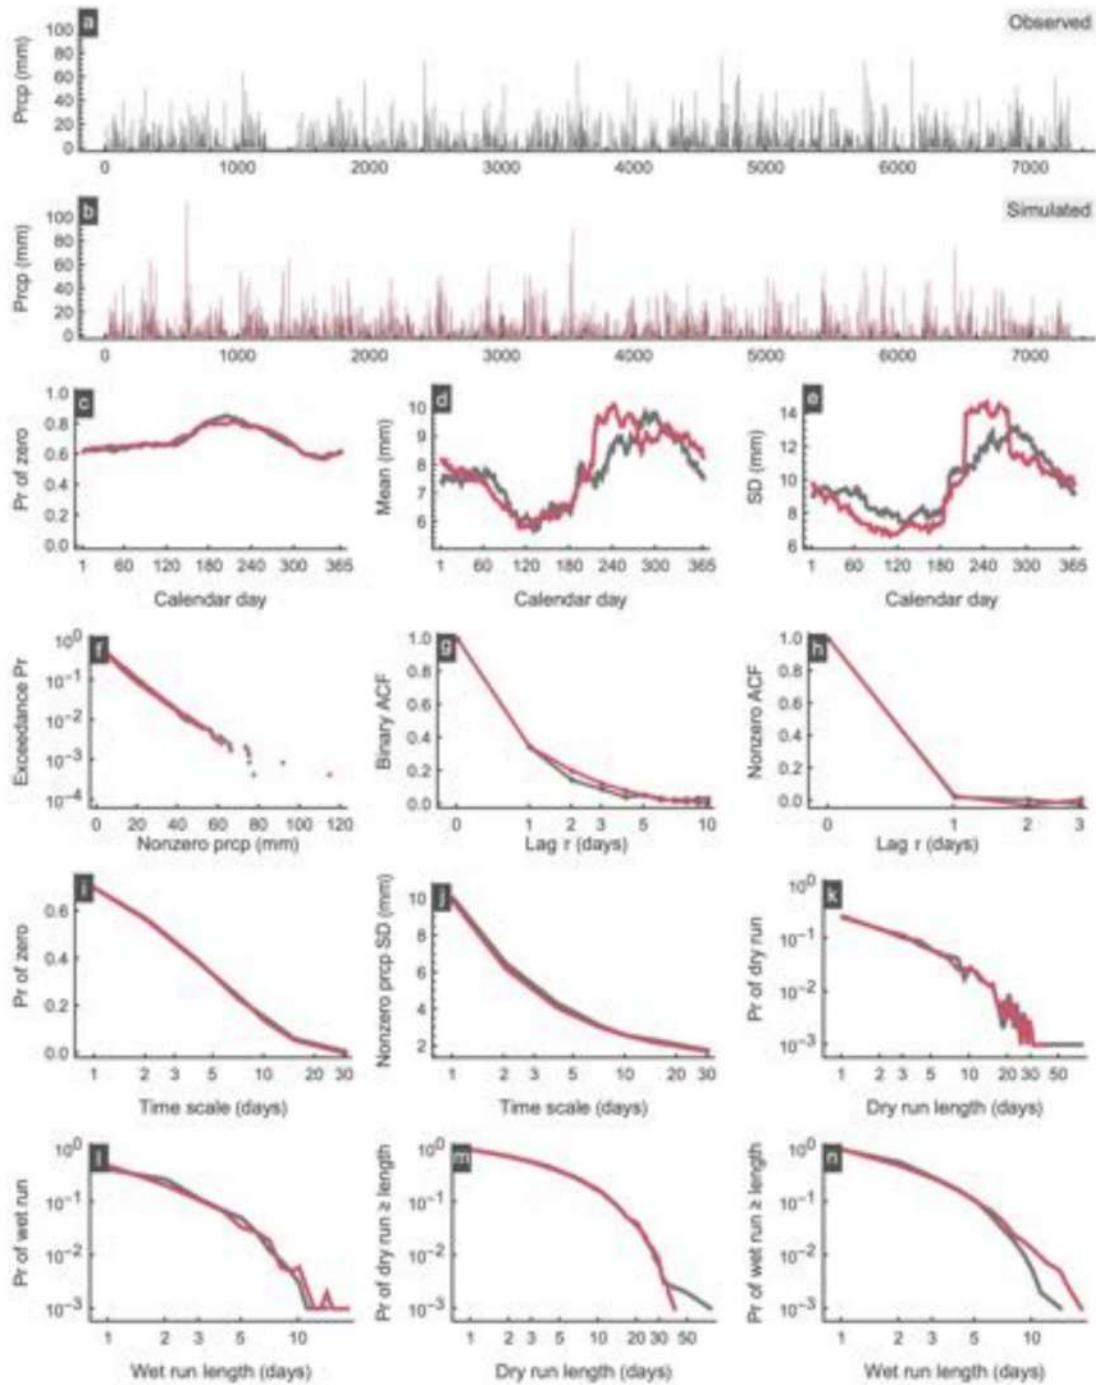 a
Observed
Prcp (mm)
100
80
60
40
20
0
0 1000 2000 3000 4000 5000 6000 7000
b
Simulated
Prcp (mm)
100
80
60
40
20
0
0 1000 2000 3000 4000 5000 6000 7000
c
Pr of zero
1.0
0.8
0.6
0.4
0.2
0.0
1 60 120 180 240 300 365
Calendar day
d
Mean (mm)
10
9
8
7
6
1 60 120 180 240 300 365
Calendar day
e
SD (mm)
14
12
10
8
6
1 60 120 180 240 300 365
Calendar day
f
Exceedance Pr
10⁰
10⁻¹
10⁻²
10⁻³
10⁻⁴
0 20 40 60 80 100 120
Nonzero prcp (mm)
g
Binary ACF
1.0
0.8
0.6
0.4
0.2
0.0
0 1 2 3 5 10
Lag τ (days)
h
Nonzero ACF
1.0
0.8
0.6
0.4
0.2
0.0
0 1 2 3
Lag τ (days)
i
Pr of zero
0.6
0.4
0.2
0.0
1 2 3 5 10 20 30
Time scale (days)
j
Nonzero prcp SD (mm)
10
8
6
4
2
1 2 3 5 10 20 30
Time scale (days)
k
Pr of dry run
10⁰
10⁻¹
10⁻²
10⁻³
1 2 3 5 10 20 30 50
Dry run length (days)
l
Pr of wet run
10⁰
10⁻¹
10⁻²
10⁻³
1 2 3 5 10
Wet run length (days)
m
Pr of dry run ≥ length
10⁰
10⁻¹
10⁻²
10⁻³
1 2 3 5 10 20 30 50
Dry run length (days)
n
Pr of wet run ≥ length
10⁰
10⁻¹
10⁻²
10⁻³
1 2 3 5 10
Wet run length (days)